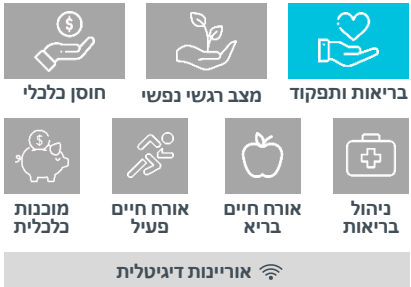 בריאות ותפקוד
מצב רגשי נפשי
חוסן כלכלי
ניהול
בריאות
אורח חיים
בריא
אורח חיים
פעיל
מוכנות
כלכלית
אוריינות דיגיטלית